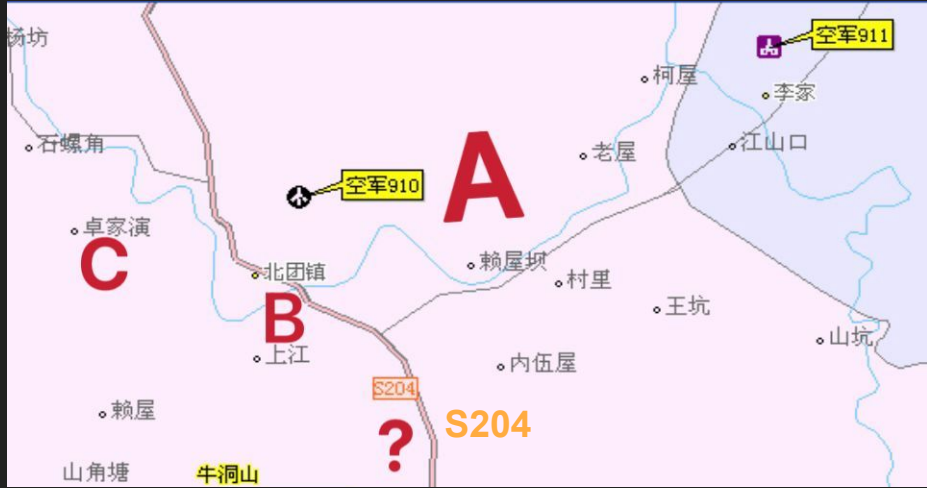 杨坊
空军911
柯屋
李家
石螺角
A
老屋
江山口
空军910
卓家演
C
北团镇
赖屋坝
村里
B
王坑
上江
内伍屋
山坑
S204
赖屋
?
S204
山角塘
牛洞山